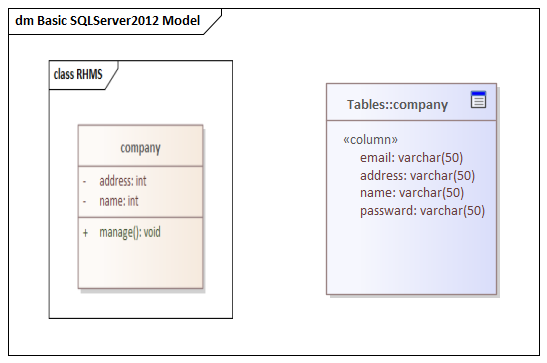 dm Basic SQLServer2012 Model
class RHMS
company
- address: int
- name: int
+ manage(): void
Tables::company
«column»
email: varchar(50)
address: varchar(50)
name: varchar(50)
passward: varchar(50)